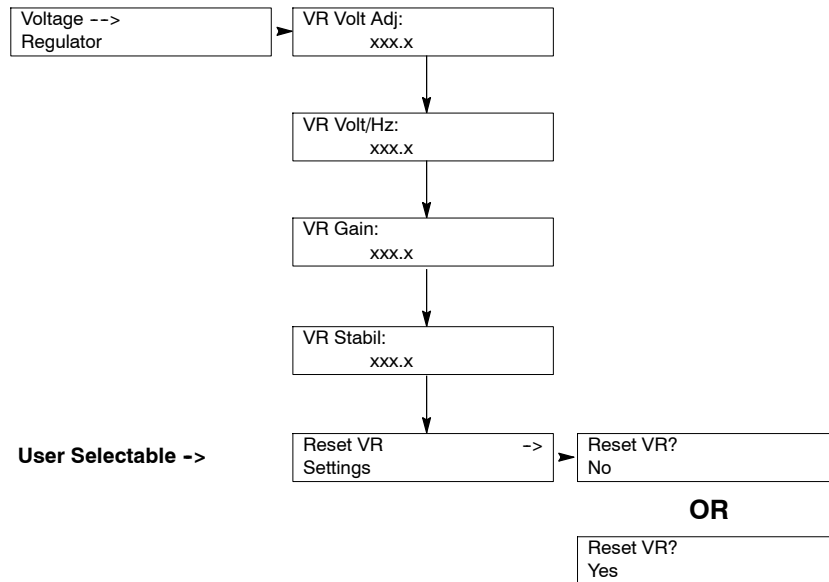 Voltage -->
Regulator
VR Volt Adj:
xxx.x
VR Volt/Hz:
xxx.x
VR Gain:
xxx.x
VR Stabil:
xxx.x
User Selectable ->
Reset VR ->
Settings
Reset VR?
No
OR
Reset VR?
Yes